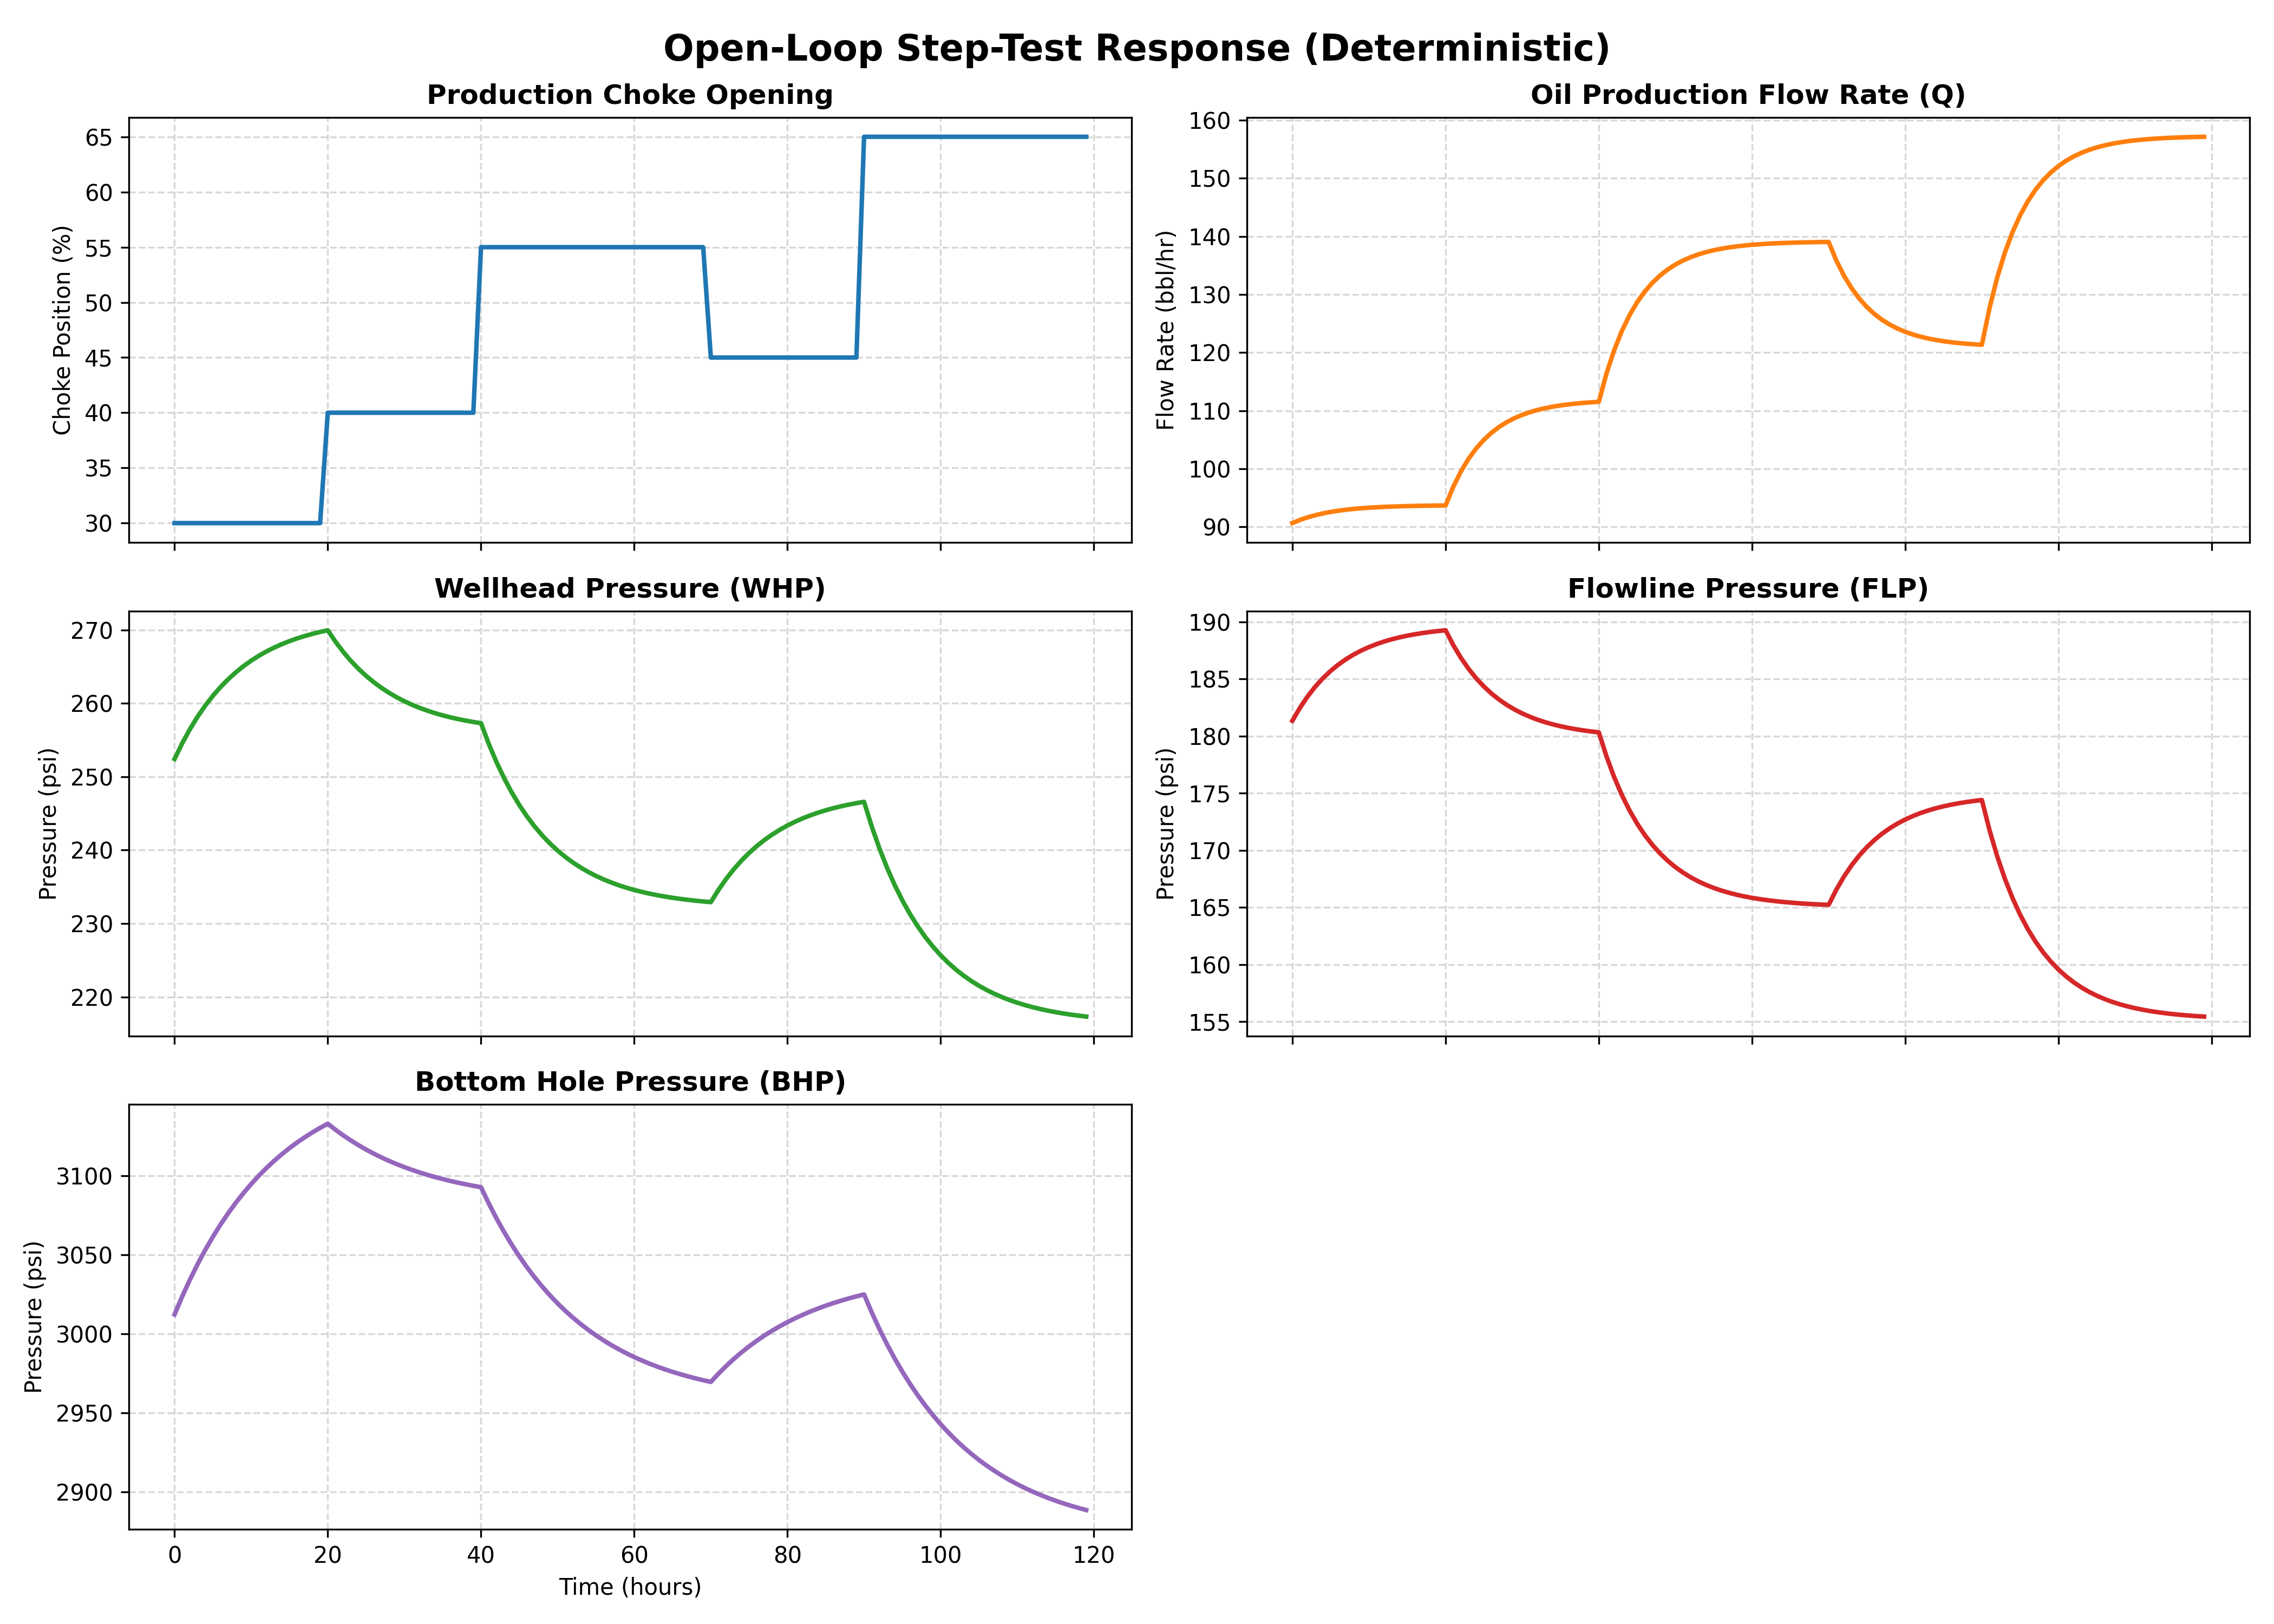 Open-Loop Step-Test Response (Deterministic)
Production Choke Opening
65
60
55
50
45
40
35
30
Choke Position (%)
Oil Production Flow Rate (Q)
160
150
140
130
120
110
100
90
Flow Rate (bbl/hr)
Wellhead Pressure (WHP)
270
260
250
240
230
220
Pressure (psi)
Flowline Pressure (FLP)
190
185
180
175
170
165
160
155
Pressure (psi)
Bottom Hole Pressure (BHP)
3100
3050
3000
2950
2900
Pressure (psi)
0 20 40 60 80 100 120
Time (hours)